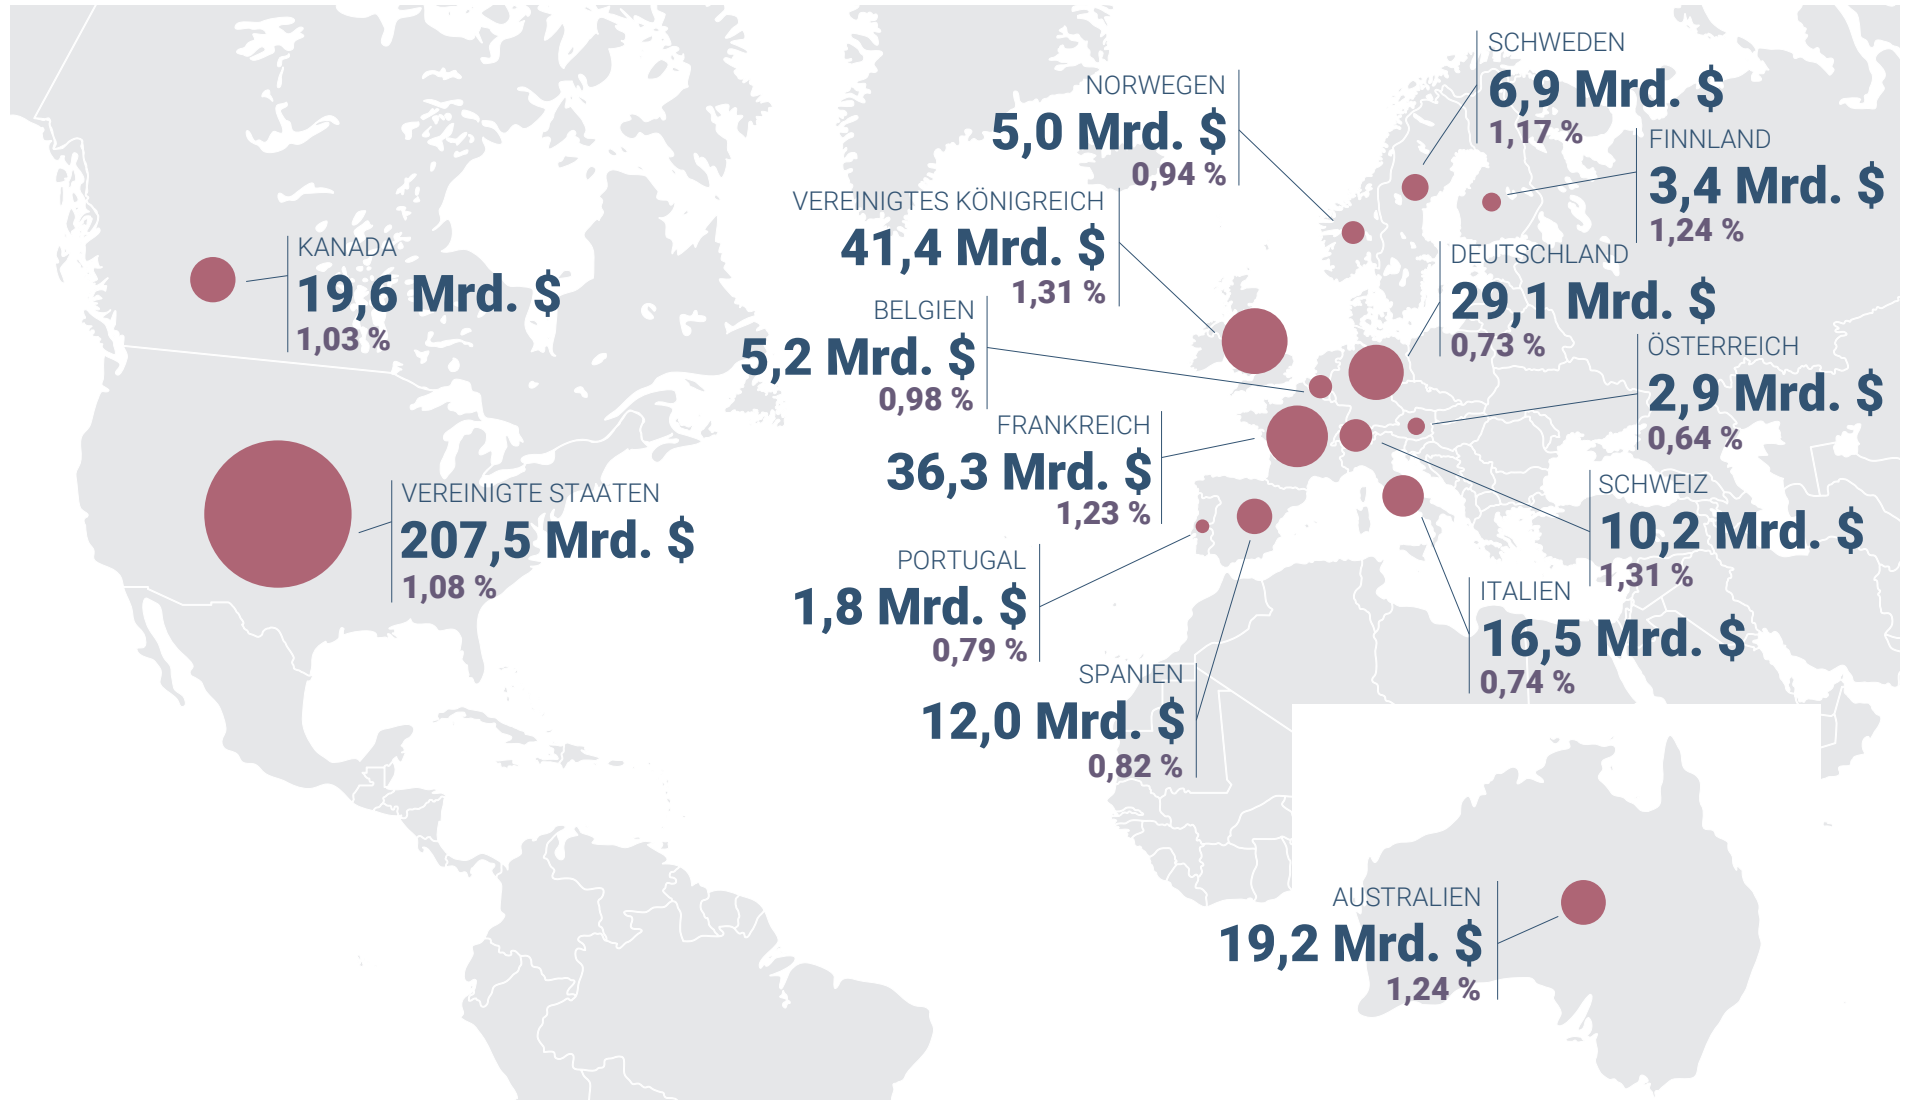 SCHWEDEN
6,9 Mrd. $
1,17 %
NORWEGEN
5,0 Mrd. $
0,94 %
FINNLAND
3,4 Mrd. $
1,24 %
VEREINIGTES KÖNIGREICH
41,4 Mrd. $
1,31 %
KANADA
19,6 Mrd. $
1,03 %
DEUTSCHLAND
29,1 Mrd. $
0,73 %
BELGIEN
5,2 Mrd. $
0,98 %
ÖSTERREICH
2,9 Mrd. $
0,64 %
FRANKREICH
36,3 Mrd. $
1,23 %
VEREINIGTE STAATEN
207,5 Mrd. $
1,08 %
SCHWEIZ
10,2 Mrd. $
1,31 %
PORTUGAL
1,8 Mrd. $
0,79 %
ITALIEN
16,5 Mrd. $
0,74 %
SPANIEN
12,0 Mrd. $
0,82 %
AUSTRALIEN
19,2 Mrd. $
1,24 %